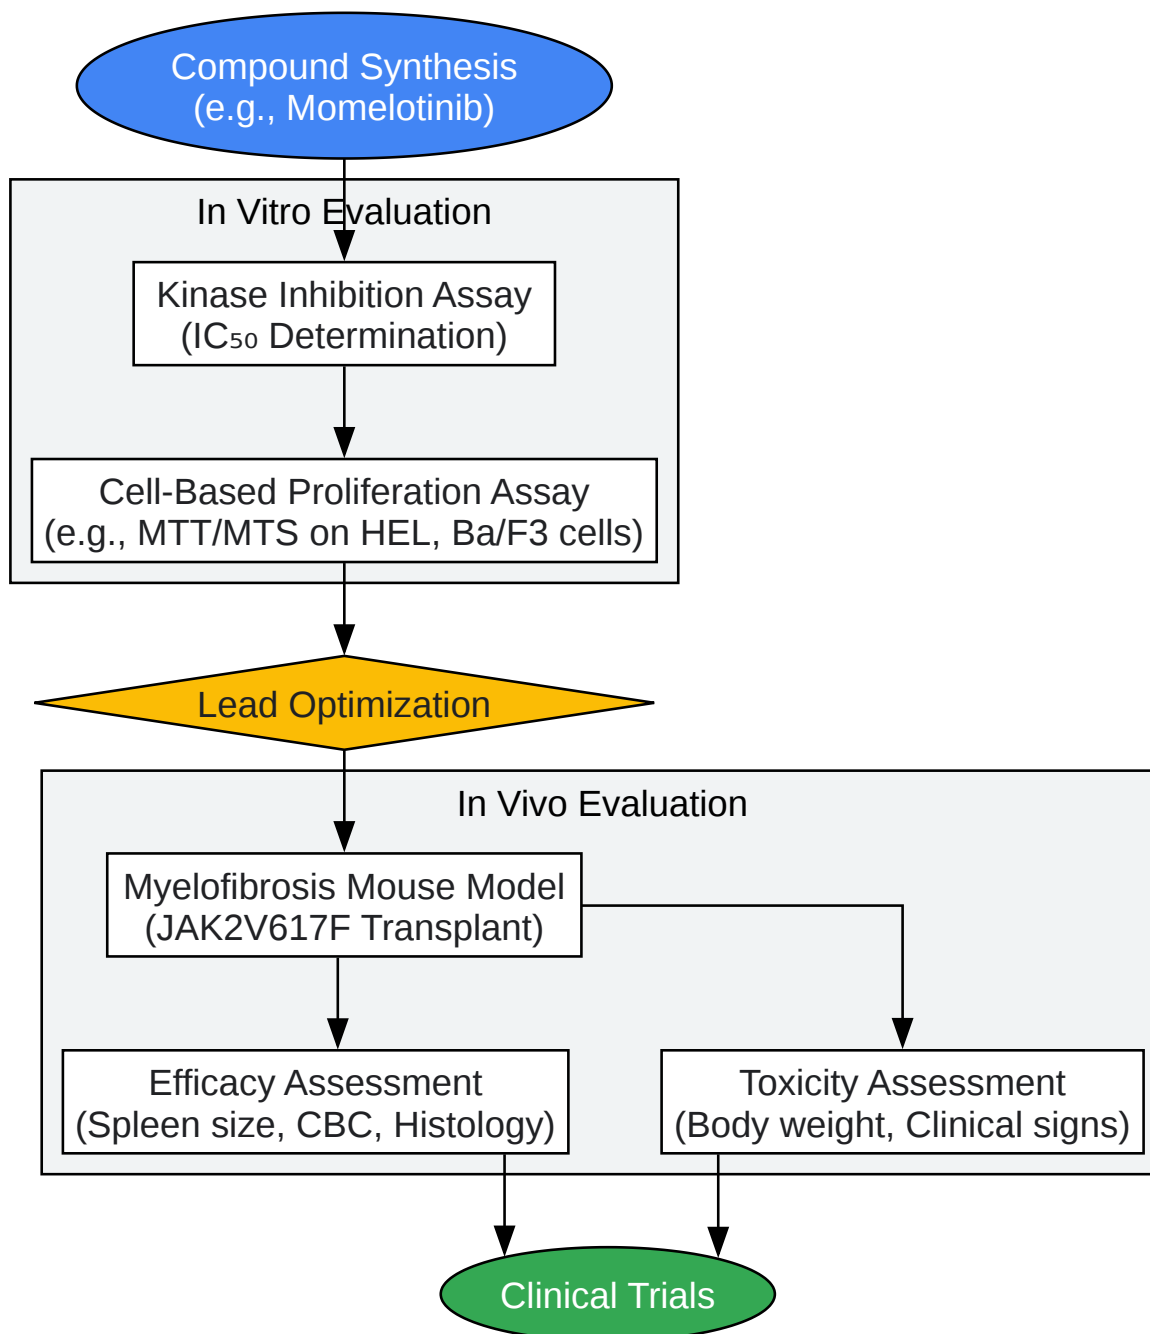 Compound Synthesis
(e.g., Momelotinib)
In Vitro Evaluation
Kinase Inhibition Assay
(IC₅₀ Determination)
Cell-Based Proliferation Assay
(e.g., MTT/MTS on HEL, Ba/F3 cells)
Lead Optimization
In Vivo Evaluation
Myelofibrosis Mouse Model
(JAK2V617F Transplant)
Efficacy Assessment
(Spleen size, CBC, Histology)
Toxicity Assessment
(Body weight, Clinical signs)
Clinical Trials